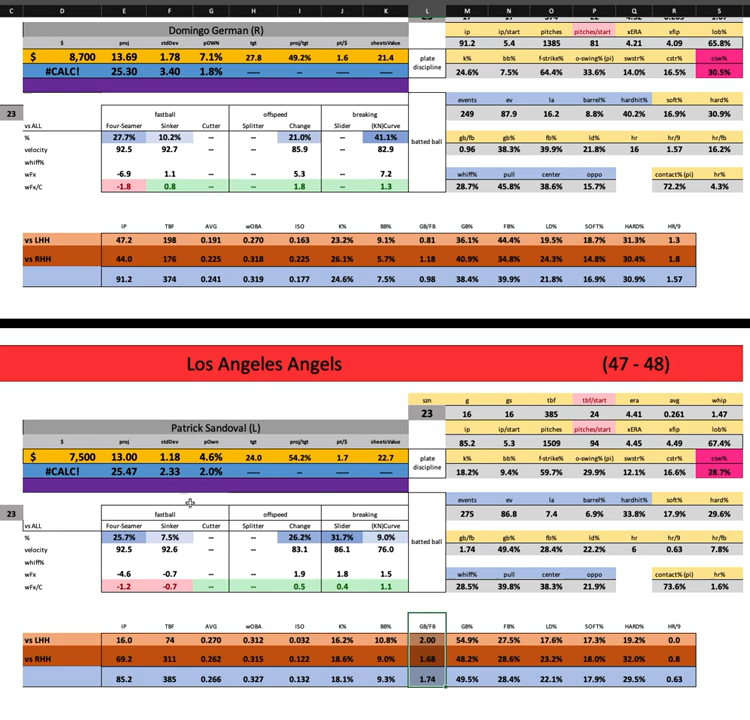 C D E F G H I J K L M N O P Q R S
Domingo German (R) ip ip/start pitches pitches/start xERA xfip lob%
$ proj stdDev pOWN tgt proj/tgt pt/$ sheetsValue 91.2 5.4 1385 81 4.21 4.09 65.8%
$ 8,700 13.69 1.78 7.1% 27.8 49.2% 1.6 21.4 plate discipline k% bb% f-strike% o-swing% (pi) swstr% cstr% csw%
#CALC! 25.30 3.40 1.8% ---- -- ---- ---- 24.6% 7.5% 64.4% 33.6% 14.0% 16.5% 30.5%
events ev la barrel% hardhit% soft% hard%
23 fastball offspeed breaking 249 87.9 16.2 8.8% 40.2% 16.9% 30.9%
vs ALL Four-Seamer Sinker Cutter Splitter Change Slider (KN)Curve batted ball
% 27.7% 10.2% -- -- 21.0% -- 41.1% gb/fb gb% fb% ld% hr hr/9 hr/fb
velocity 92.5 92.7 -- -- 85.9 -- 82.9 0.96 38.3% 39.9% 21.8% 16 1.57 16.2%
whiff%
wFx -6.9 1.1 -- -- 5.3 -- 7.2 whiff% pull center oppo contact% (pi) hr%
wFx/C -1.8 0.8 -- -- 1.8 -- 1.3 28.7% 45.8% 38.6% 15.7% 72.2% 4.3%
IP TBF AVG wOBA ISO K% BB% GB/FB GB% FB% LD% SOFT% HARD% HR/9
vs LHH 47.2 198 0.191 0.270 0.163 23.2% 9.1% 0.81 36.1% 44.4% 19.5% 18.7% 31.3% 1.3
vs RHH 44.0 176 0.225 0.318 0.225 26.1% 5.7% 1.18 40.9% 34.8% 24.3% 14.8% 30.4% 1.8
91.2 374 0.241 0.319 0.177 24.6% 7.5% 0.98 38.4% 39.9% 21.8% 16.9% 30.9% 1.57
Los Angeles Angels (47 - 48)
sm g gs tbf tbf/start era avg whip
23 16 16 385 24 4.41 0.261 1.47
Patrick Sandoval (L) ip ip/start pitches pitches/start xERA xfip lob%
$ proj stdDev pOwn tgt proj/tgt pt/$ sheetsValue 85.2 5.3 1509 94 4.45 4.49 67.4%
$ 7,500 13.00 1.18 4.6% 24.0 54.2% 1.7 22.7 plate discipline k% bb% f-strike% o-swing% (pi) swstr% cstr% csw%
#CALC! 25.47 2.33 2.0% ---- -- ---- ---- 18.2% 9.4% 59.7% 29.9% 12.1% 16.6% 28.7%
events ev la barrel% hardhit% soft% hard%
23 fastball offspeed breaking 275 86.8 7.4 6.9% 33.8% 17.9% 29.6%
vs ALL Four-Seamer Sinker Cutter Splitter Change Slider (KN)Curve batted ball
% 25.7% 7.5% -- -- 26.2% 31.7% 9.0% gb/fb gb% fb% ld% hr hr/9 hr/fb
velocity 92.5 92.6 -- -- 83.1 86.1 76.0 1.74 49.4% 28.4% 22.2% 6 0.63 7.8%
whiff%
wFx -4.6 -0.7 -- -- 1.9 1.8 1.5 whiff% pull center oppo contact% (pi) hr%
wFx/C -1.2 -0.7 -- -- 0.5 0.4 1.1 28.5% 39.8% 38.3% 21.9% 73.6% 1.6%
IP TBF AVG wOBA ISO K% BB% GB/FB GB% FB% LD% SOFT% HARD% HR/9
vs LHH 16.0 74 0.270 0.312 0.032 16.2% 10.8% 2.00 54.9% 27.5% 17.6% 17.3% 19.2% 0.0
vs RHH 69.2 311 0.262 0.315 0.122 18.6% 9.0% 1.68 48.2% 28.6% 23.2% 18.0% 32.0% 0.8
85.2 385 0.266 0.327 0.132 18.1% 9.3% 1.74 49.5% 28.4% 22.1% 17.9% 29.5% 0.63